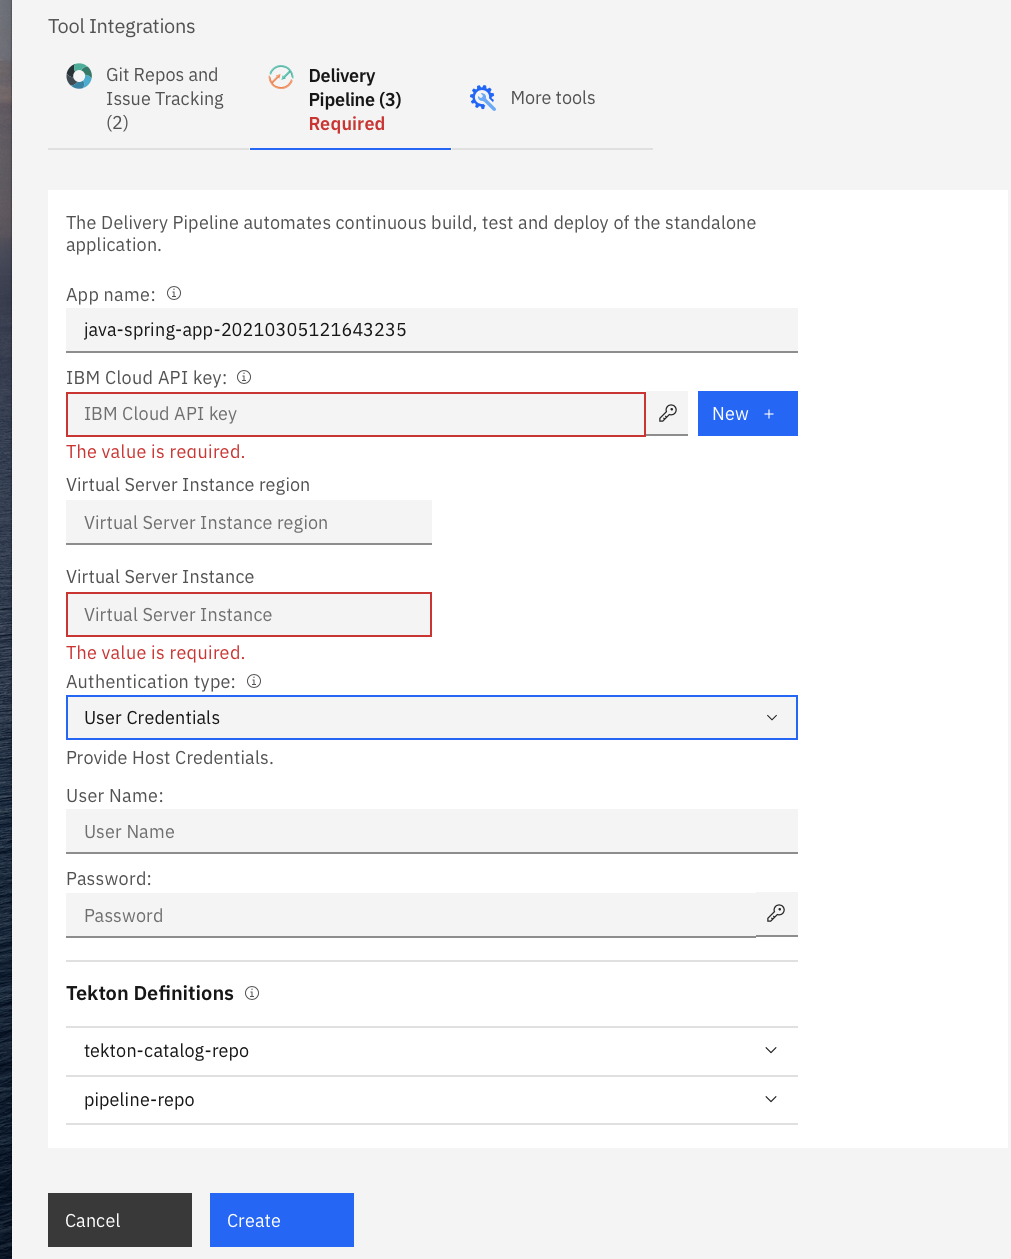 Tool Integrations
Git Repos and
Issue Tracking
(2)
Delivery
Pipeline (3)
Required
More tools
The Delivery Pipeline automates continuous build, test and deploy of the standalone
application.
App name:
java-spring-app-20210305121643235
IBM Cloud API key:
IBM Cloud API key
New +
The value is required.
Virtual Server Instance region
Virtual Server Instance region
Virtual Server Instance
Virtual Server Instance
The value is required.
Authentication type:
User Credentials
Provide Host Credentials.
User Name:
User Name
Password:
Password
Tekton Definitions
tekton-catalog-repo
pipeline-repo
Cancel
Create